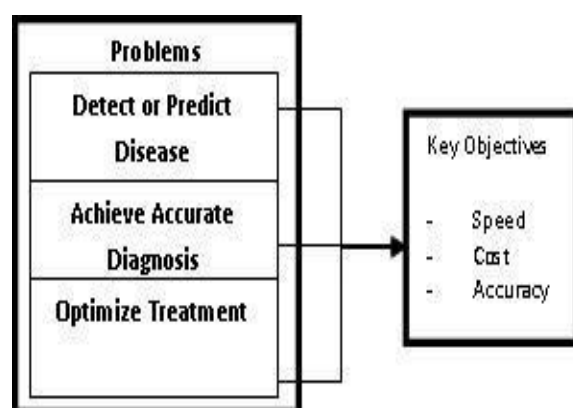 Problems
Detect or Predict
Disease
Achieve Accurate
Diagnosis
Optimize Treatment
Key Objectives
- Speed
- Cost
- Accuracy